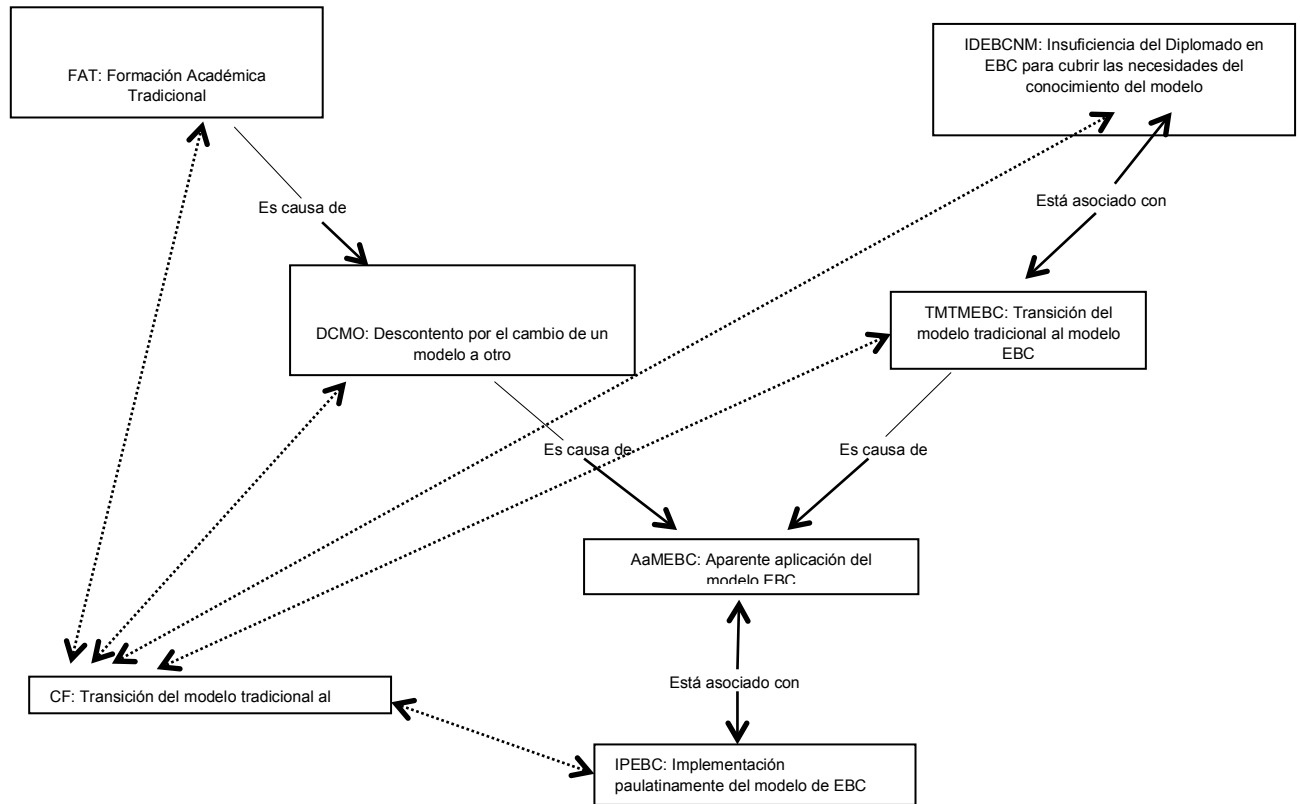 IDEBCNM: Insuficiencia del Diplomado en
EBC para cubrir las necesidades del
conocimiento del modelo
FAT: Formación Académica
Tradicional
Es causa de
Está asociado con
DCMO: Descontento por el cambio de un
modelo a otro
TMTMEBC: Transición del
modelo tradicional al modelo
EBC
Es causa de
Es causa de
AaMEBC: Aparente aplicación del
modelo EBC
Está asociado con
CF: Transición del modelo tradicional al
IPEBC: Implementación
paulatinamente del modelo de EBC